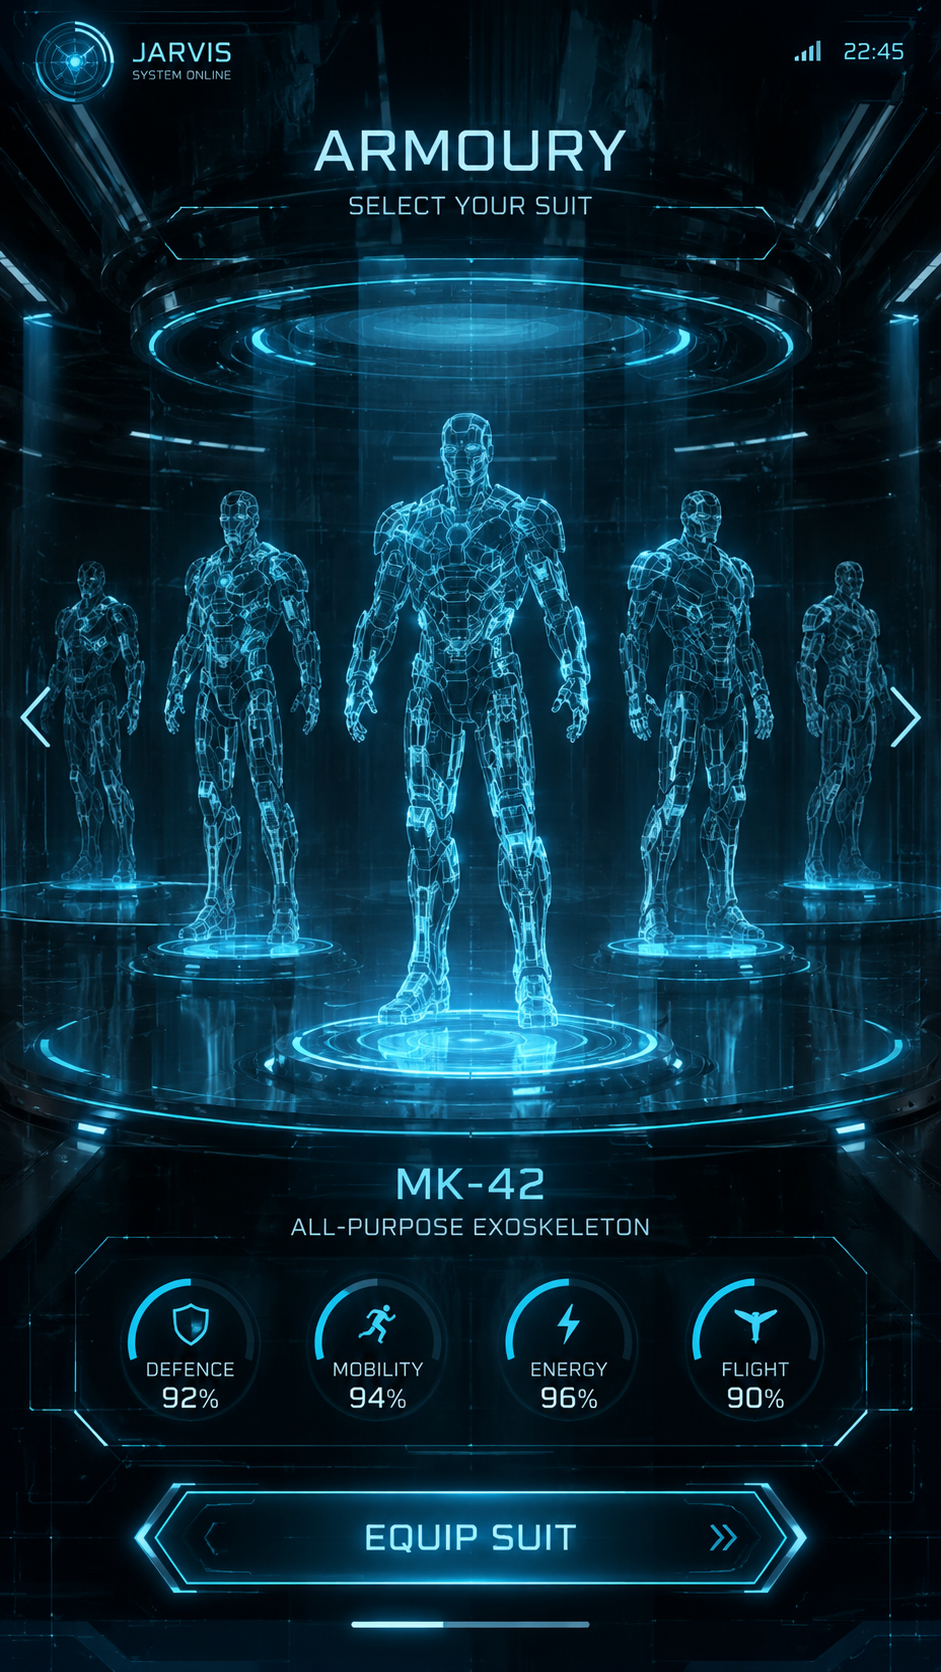 JARVIS
SYSTEM ONLINE
22:45
ARMOURY
SELECT YOUR SUIT
MK-42
ALL-PURPOSE EXOSKELETON
DEFENCE
92%
MOBILITY
94%
ENERGY
96%
FLIGHT
90%
EQUIP SUIT